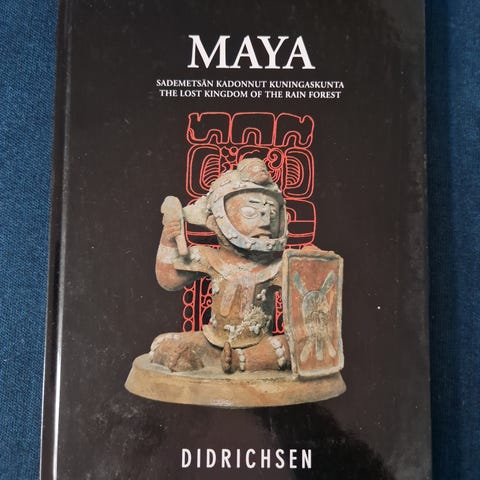 MAYA
SADEMETSÄN KADONNUT KUNINGASKUNTA
THE LOST KINGDOM OF THE RAIN FOREST
DIDRICHSEN